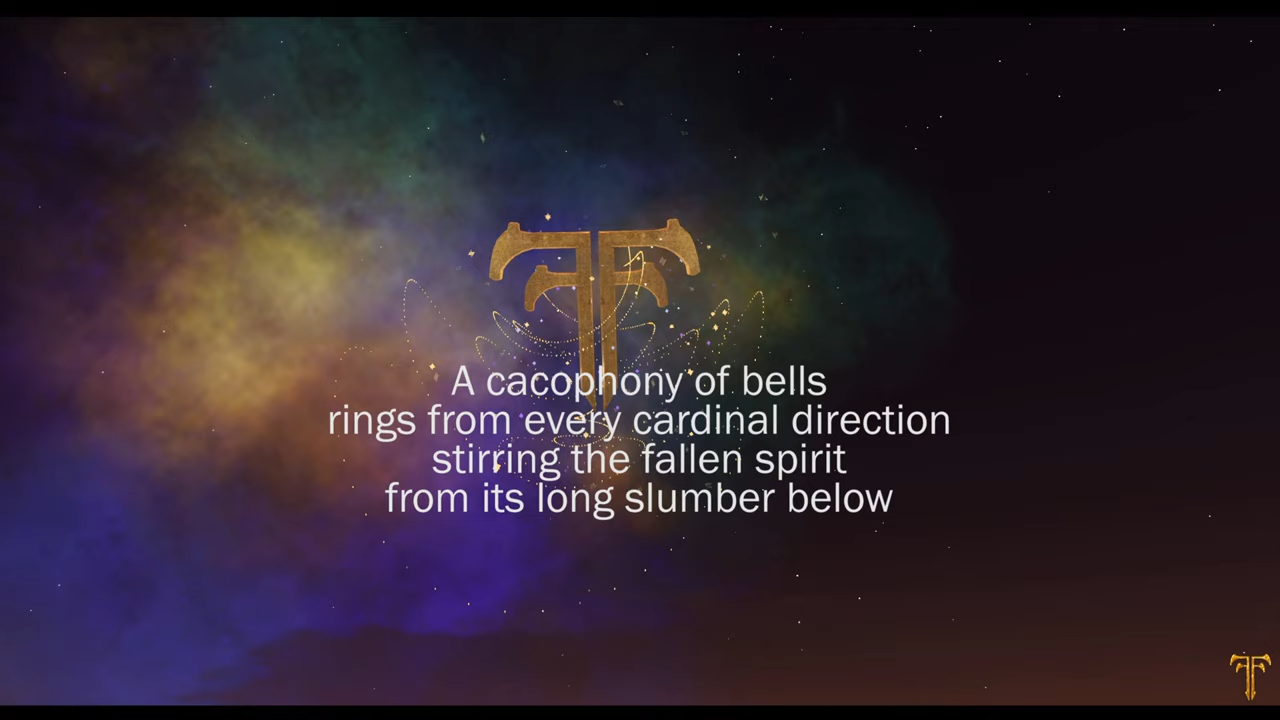 A cacophony of bells
rings from every cardinal direction
stirring the fallen spirit
from its long slumber below